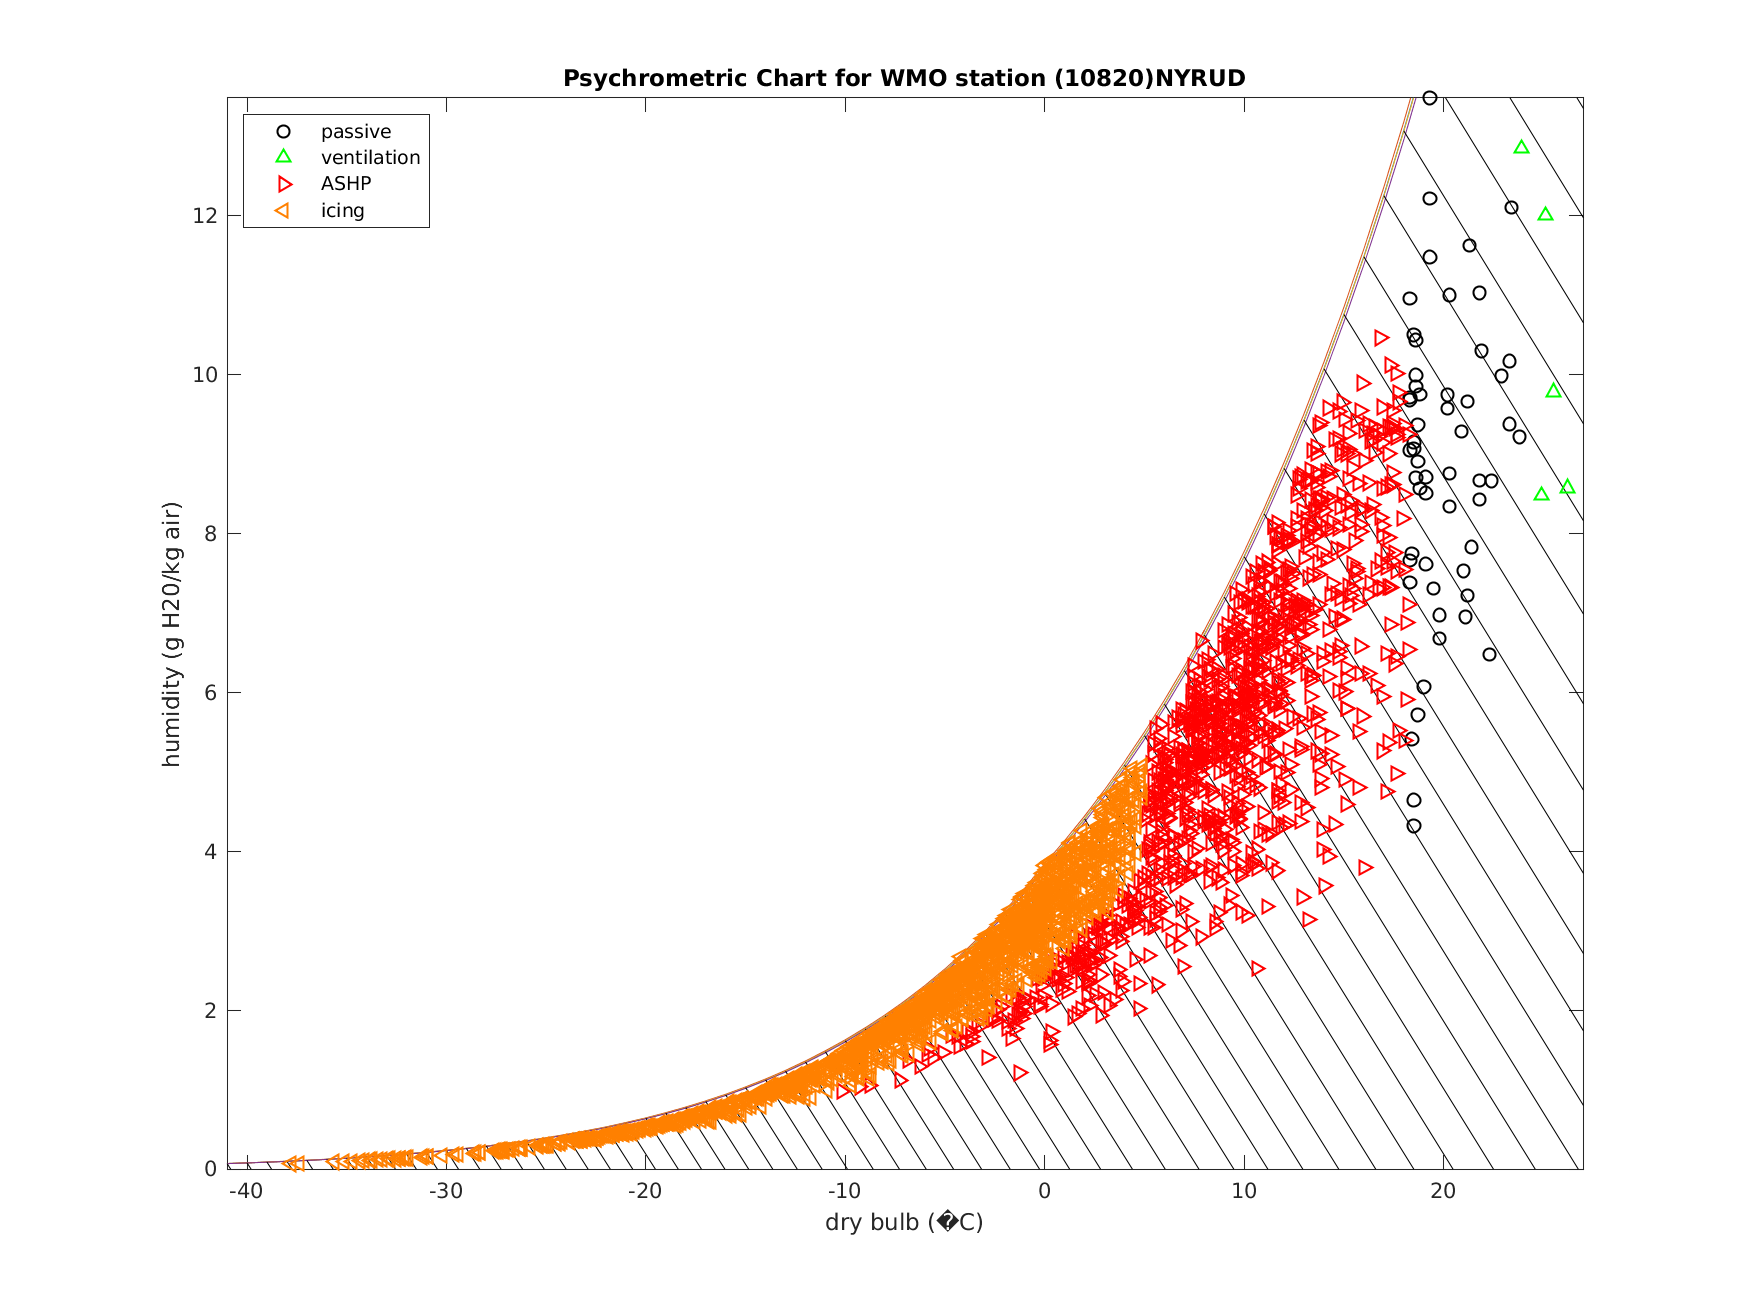 Psychrometric Chart for WMO station (10820)NYRUD
passive
ventilation
ASHP
icing
12
10
8
6
4
2
0
humidity (g H20/kg air)
-40 -30 -20 -10 0 10 20
dry bulb (�C)